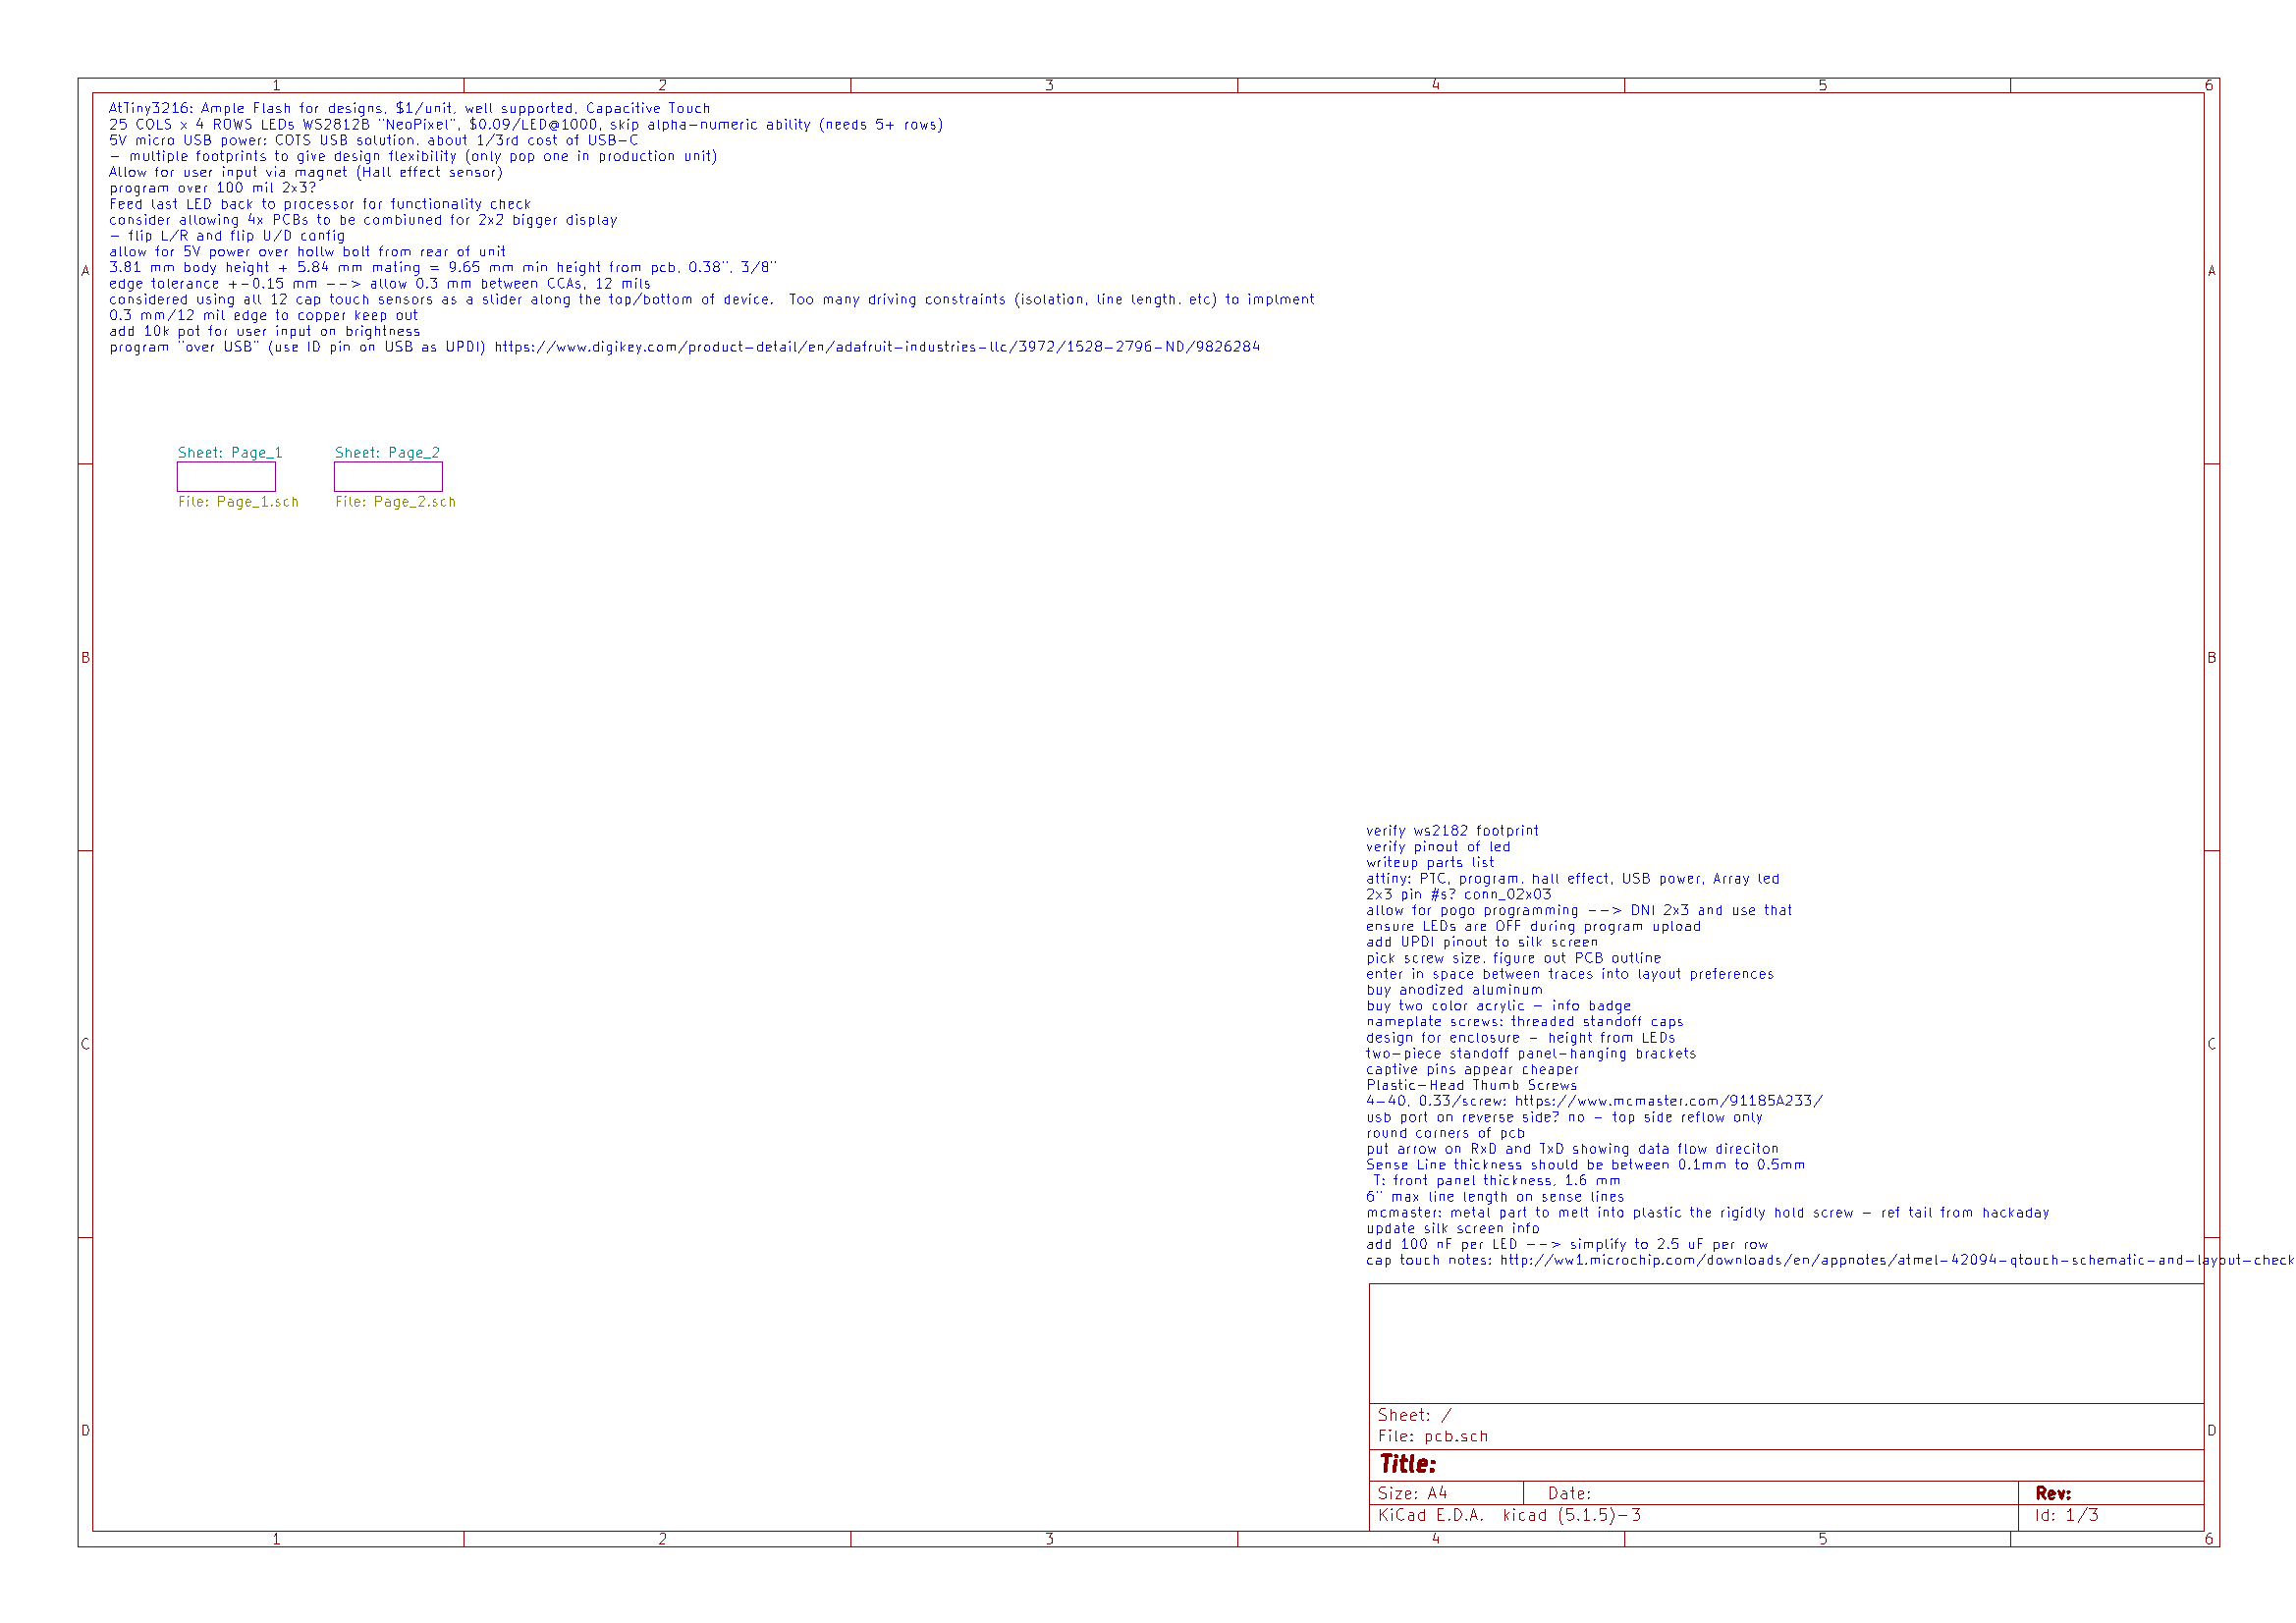 1 2 3 4 5 6
AtTiny3216: Ample Flash for designs, $1/unit, well supported, Capacitive Touch
25 COLS x 4 ROWS LEDs WS2812B "NeoPixel", $0.09/LED@1000, skip alpha-numeric ability (needs 5+ rows)
5V micro USB power: COTS USB solution, about 1/3rd cost of USB-C
- multiple footprints to give design flexibility (only pop one in production unit)
Allow for user input via magnet (Hall effect sensor)
program over 100 mil 2x3?
Feed last LED back to processor for functionality check
consider allowing 4x PCBs to be combiuned for 2x2 bigger display
- flip L/R and flip U/D config
allow for 5V power over hollw bolt from rear of unit
3.81 mm body height + 5.84 mm mating = 9.65 mm min height from pcb, 0.38", 3/8"
edge tolerance +-0.15 mm --> allow 0.3 mm between CCAs, 12 mils
considered using all 12 cap touch sensors as a slider along the top/bottom of device.  Too many driving constraints (isolation, line length, etc) to implment
0.3 mm/12 mil edge to copper keep out
add 10k pot for user input on brightness
program "over USB" (use ID pin on USB as UPDI) https://www.digikey.com/product-detail/en/adafruit-industries-llc/3972/1528-2796-ND/9826284
A A
Sheet: Page_1 Sheet: Page_2
File: Page_1.sch File: Page_2.sch
B B
verify ws2182 footprint
verify pinout of led
writeup parts list
attiny: PTC, program, hall effect, USB power, Array led
2x3 pin #s? conn_02x03
allow for pogo programming --> DNI 2x3 and use that
ensure LEDs are OFF during program upload
add UPDI pinout to silk screen
pick screw size, figure out PCB outline
enter in space between traces into layout preferences
buy anodized aluminum
buy two color acrylic - info badge
nameplate screws: threaded standoff caps
design for enclosure - height from LEDs
two-piece standoff panel-hanging brackets
captive pins appear cheaper
Plastic-Head Thumb Screws
4-40, 0.33/screw: https://www.mcmaster.com/91185A233/
usb port on reverse side? no - top side reflow only
round corners of pcb
put arrow on RxD and TxD showing data flow direciton
Sense Line thickness should be between 0.1mm to 0.5mm
T: front panel thickness, 1.6 mm
6" max line length on sense lines
mcmaster: metal part to melt into plastic the rigidly hold screw - ref tail from hackaday
update silk screen info
add 100 nF per LED --> simplify to 2.5 uF per row
cap touch notes: http://ww1.microchip.com/downloads/en/appnotes/atmel-42094-qtouch-schematic-and-layout-check
C C
Sheet: /
File: pcb.sch
Title:
Size: A4 Date: Rev:
KiCad E.D.A.  kicad (5.1.5)-3 Id: 1/3
D D
1 2 3 4 5 6